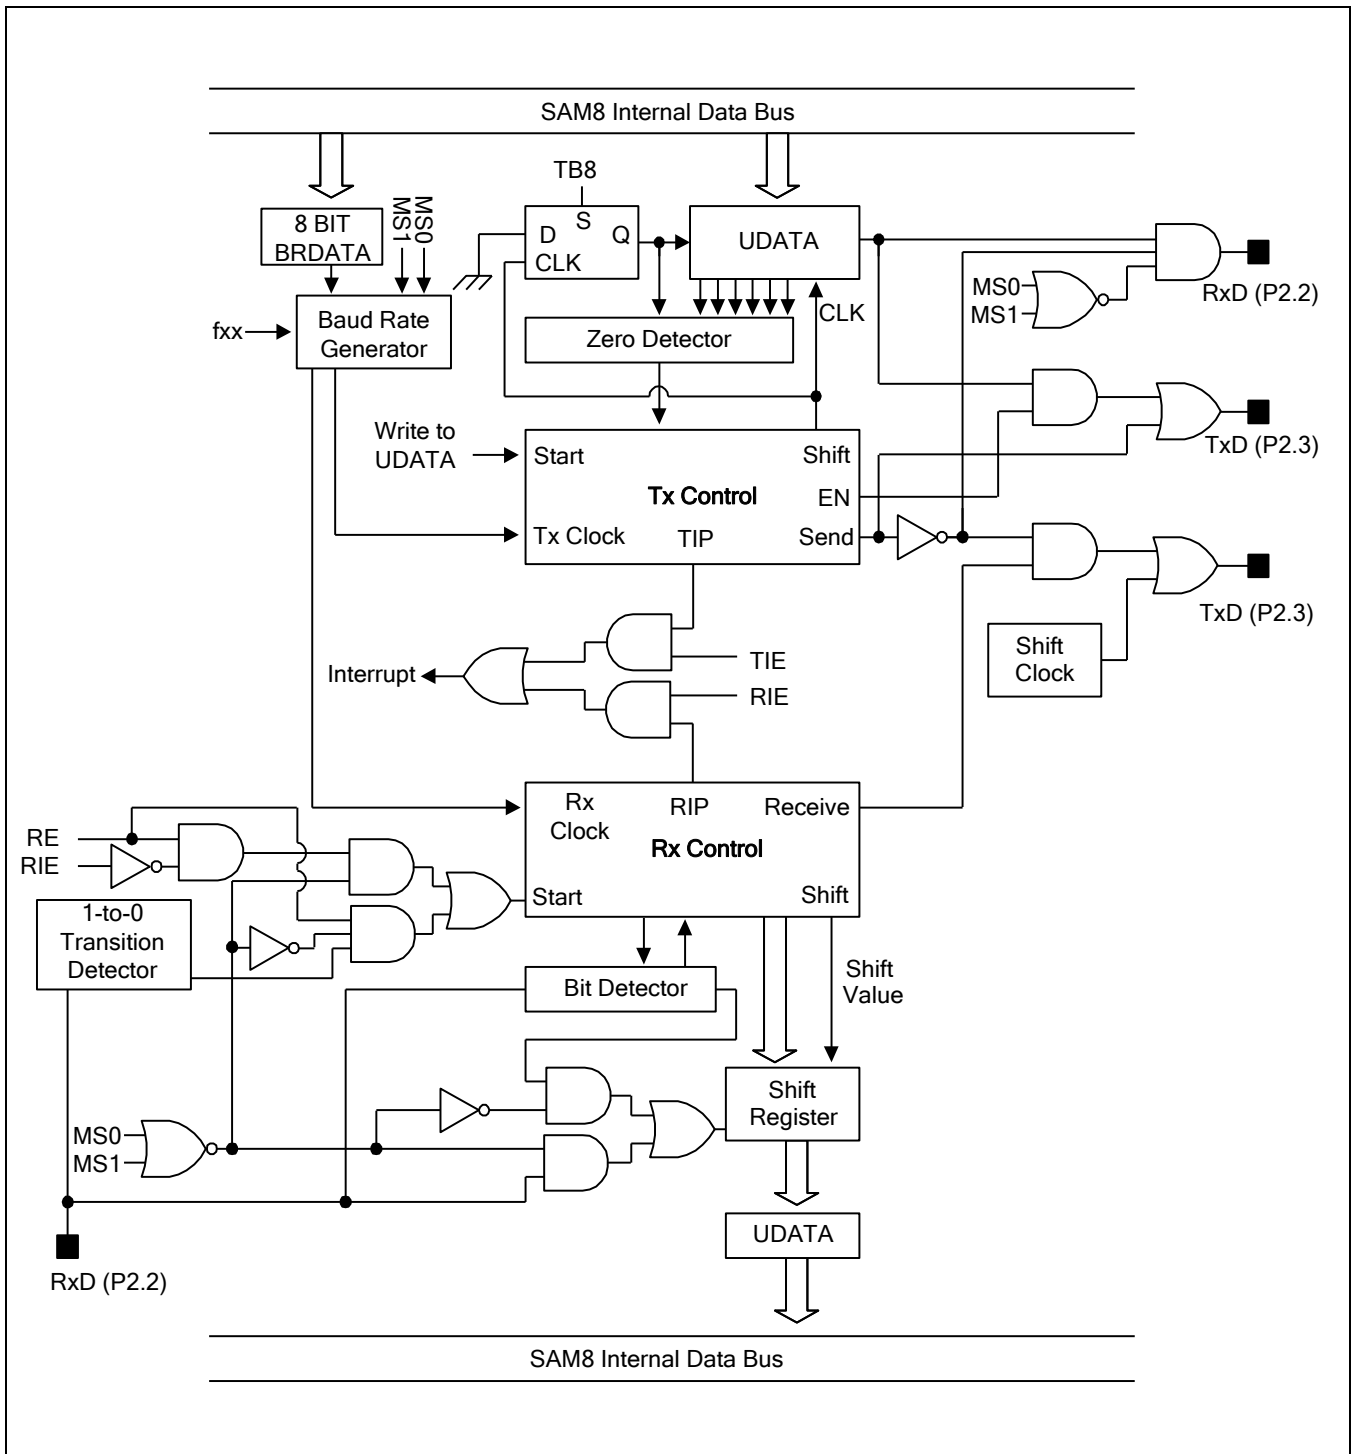 SAM8 Internal Data Bus
TB8
8 BIT
BRDATA
MS1
MS0
D
S
Q
CLK
UDATA
MS0
MS1
RxD (P2.2)
fxx
Baud Rate
Generator
Zero Detector
CLK
Write to
UDATA
Start
Shift
Tx Control
EN
Tx Clock
TIP
Send
TxD (P2.3)
TxD (P2.3)
Shift
Clock
Interrupt
TIE
RIE
Rx
Clock
RIP
Receive
Rx Control
Start
Shift
RE
RIE
1-to-0
Transition
Detector
Bit Detector
Shift
Value
Shift
Register
MS0
MS1
UDATA
RxD (P2.2)
SAM8 Internal Data Bus